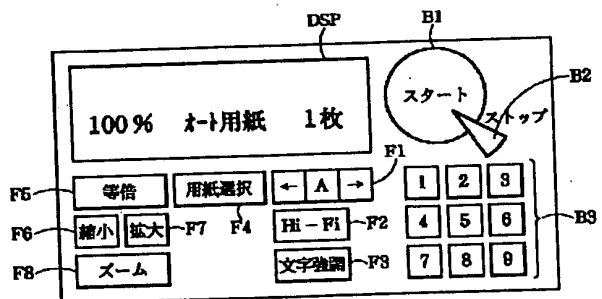 DSP
B1
B2
スタート
ストップ
100% オート用紙 1枚
F1
F5 等倍 用紙選択 ← A → 1 2 3
F6 縮小 拡大 F7 F4 Hi-Fi F2 4 5 6 B3
F8 ズーム 文字強調 F3 7 8 9